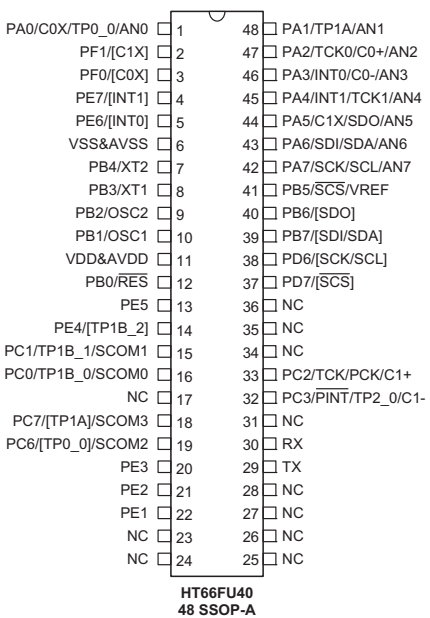 PA0/C0X/TP0_0/AN0 1 48 PA1/TP1A/AN1
PF1/[C1X] 2 47 PA2/TCK0/C0+/AN2
PF0/[C0X] 3 46 PA3/INT0/C0-/AN3
PE7/[INT1] 4 45 PA4/INT1/TCK1/AN4
PE6/[INT0] 5 44 PA5/C1X/SDO/AN5
VSS&AVSS 6 43 PA6/SDI/SDA/AN6
PB4/XT2 7 42 PA7/SCK/SCL/AN7
PB3/XT1 8 41 PB5/SCS/VREF
PB2/OSC2 9 40 PB6/[SDO]
PB1/OSC1 10 39 PB7/[SDI/SDA]
VDD&AVDD 11 38 PD6/[SCK/SCL]
PB0/RES 12 37 PD7/[SCS]
PE5 13 36 NC
PE4/[TP1B_2] 14 35 NC
PC1/TP1B_1/SCOM1 15 34 NC
PC0/TP1B_0/SCOM0 16 33 PC2/TCK/PCK/C1+
NC 17 32 PC3/PINT/TP2_0/C1-
PC7/[TP1A]/SCOM3 18 31 NC
PC6/[TP0_0]/SCOM2 19 30 RX
PE3 20 29 TX
PE2 21 28 NC
PE1 22 27 NC
NC 23 26 NC
NC 24 25 NC
HT66FU40
48 SSOP-A